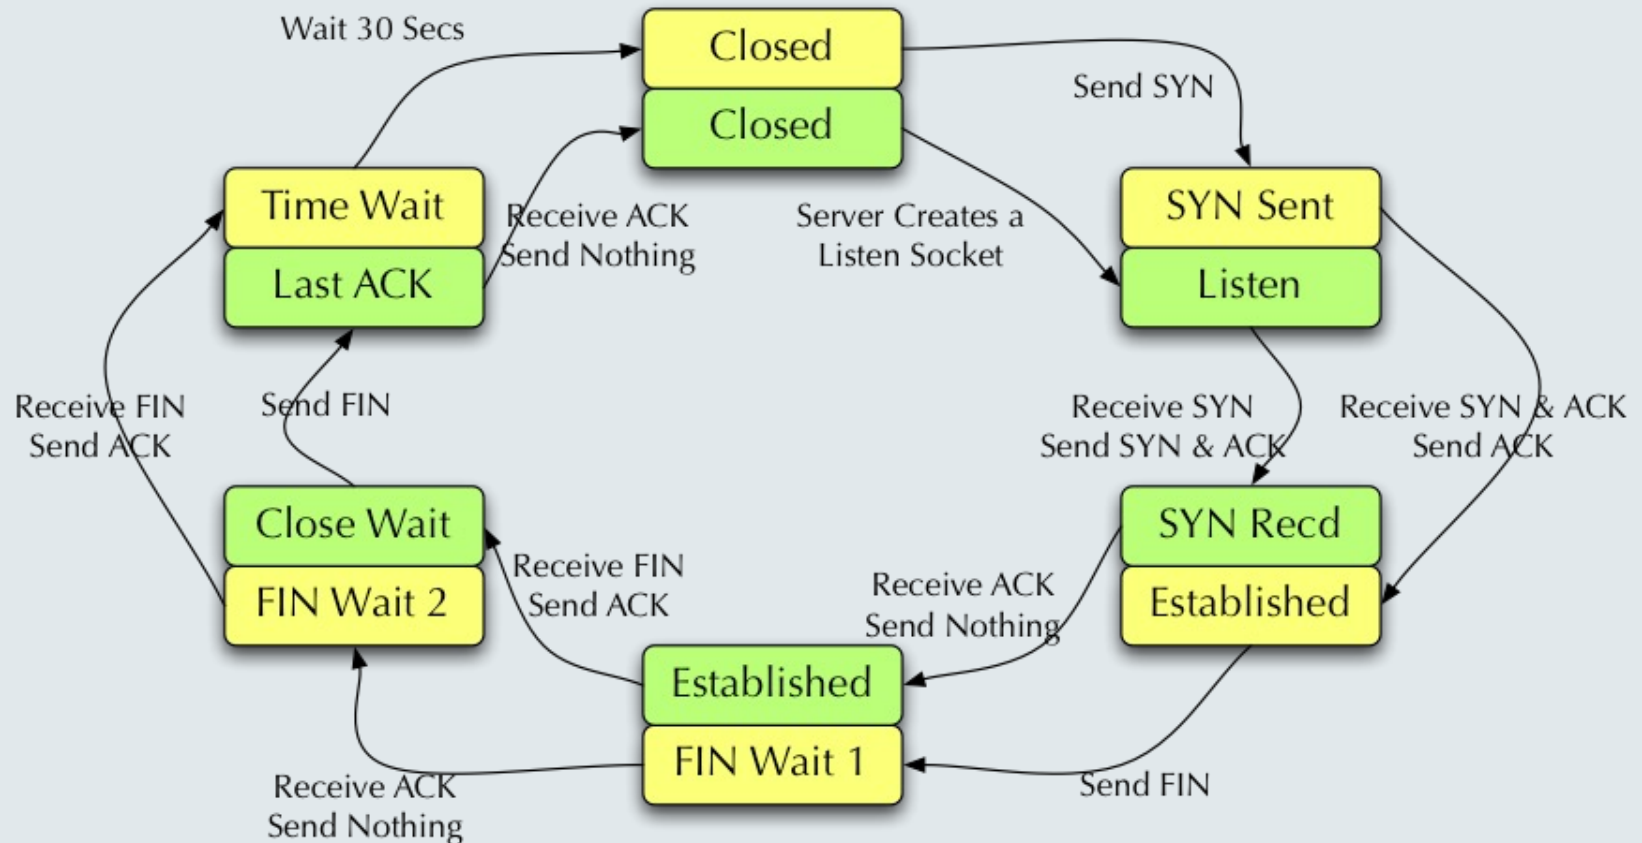 Wait 30 Secs
Closed
Closed
Send SYN
Time Wait
Last ACK
Receive ACK
Send Nothing
Server Creates a
Listen Socket
SYN Sent
Listen
Receive FIN
Send ACK
Send FIN
Receive SYN
Send SYN & ACK
Receive SYN & ACK
Send ACK
Close Wait
FIN Wait 2
Receive FIN
Send ACK
Receive ACK
Send Nothing
SYN Recd
Established
Established
FIN Wait 1
Receive ACK
Send Nothing
Send FIN